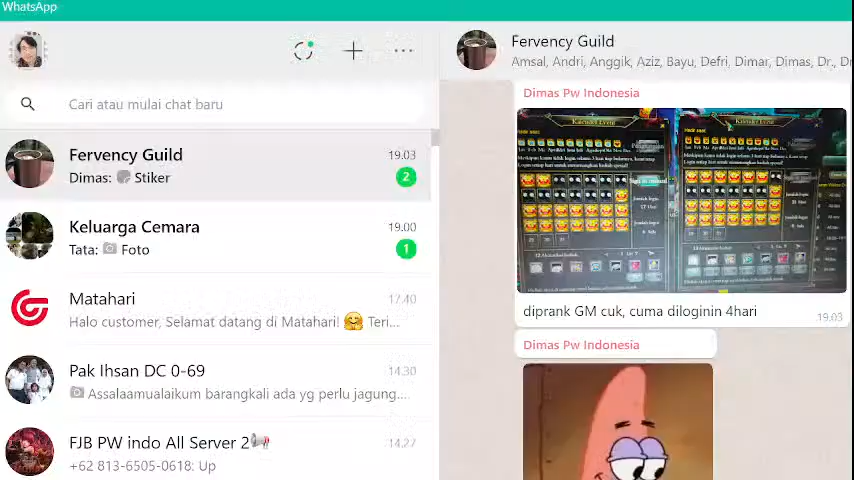 WhatsApp
Cari atau mulai chat baru
Fervency Guild
19.03
Dimas: Stiker
2
Keluarga Cemara
19.00
Tata: Foto
1
Matahari
17.40
Halo customer, Selamat datang di Matahari! 🤗 Teri...
Pak Ihsan DC 0-69
14.30
Assalaamualaikum barangkali ada yg perlu jagung....
FJB PW indo All Server 2
14.27
+62 813-6505-0618: Up
Fervency Guild
Amsal, Andri, Anggik, Aziz, Bayu, Defri, Dimar, Dimas, Dr., D
Dimas Pw Indonesia
diprank GM cuk, cuma diloginin 4hari
19.03
Dimas Pw Indonesia